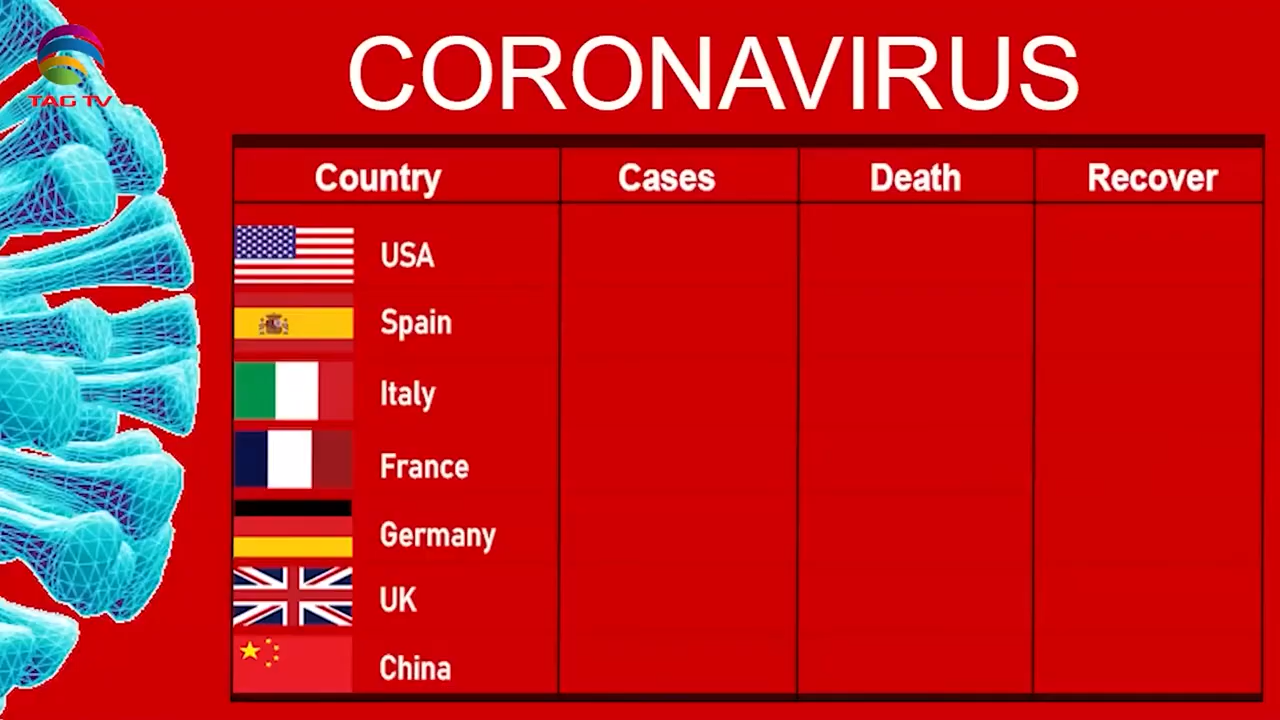 TAG TV
CORONAVIRUS
Country Cases Death Recover
USA
Spain
Italy
France
Germany
UK
China